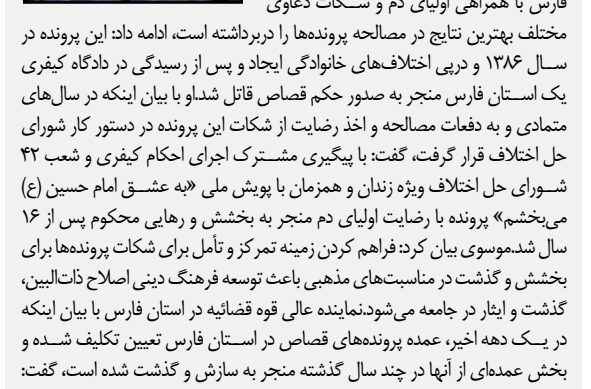 فارس با همراهی اولیای دم و شکات دعاوی
مختلف بهترین نتایج در مصالحه پرونده‌ها را دربرداشته است، ادامه داد: این پرونده در
سال ۱۳۸۶ و درپی اختلاف‌های خانوادگی ایجاد و پس از رسیدگی در دادگاه کیفری
یک استان فارس منجر به صدور حکم قصاص قاتل شد.او با بیان اینکه در سال‌های
متمادی و به دفعات مصالحه و اخذ رضایت از شکات این پرونده در دستور کار شورای
حل اختلاف قرار گرفت، گفت: با پیگیری مشترک اجرای احکام کیفری و شعب ۴۲
شورای حل اختلاف ویژه زندان و همزمان با پویش ملی «به عشق امام حسین (ع)
می‌بخشم» پرونده با رضایت اولیای دم منجر به بخشش و رهایی محکوم پس از ۱۶
سال شد.موسوی بیان کرد: فراهم کردن زمینه تمرکز و تأمل برای شکات پرونده‌ها برای
بخشش و گذشت در مناسبت‌های مذهبی باعث توسعه فرهنگ دینی اصلاح ذات‌البین،
گذشت و ایثار در جامعه می‌شود.نماینده عالی قوه قضائیه در استان فارس با بیان اینکه
در یک دهه اخیر، عمده پرونده‌های قصاص در استان فارس تعیین تکلیف شده و
بخش عمده‌ای از آنها در چند سال گذشته منجر به سازش و گذشت شده است، گفت: